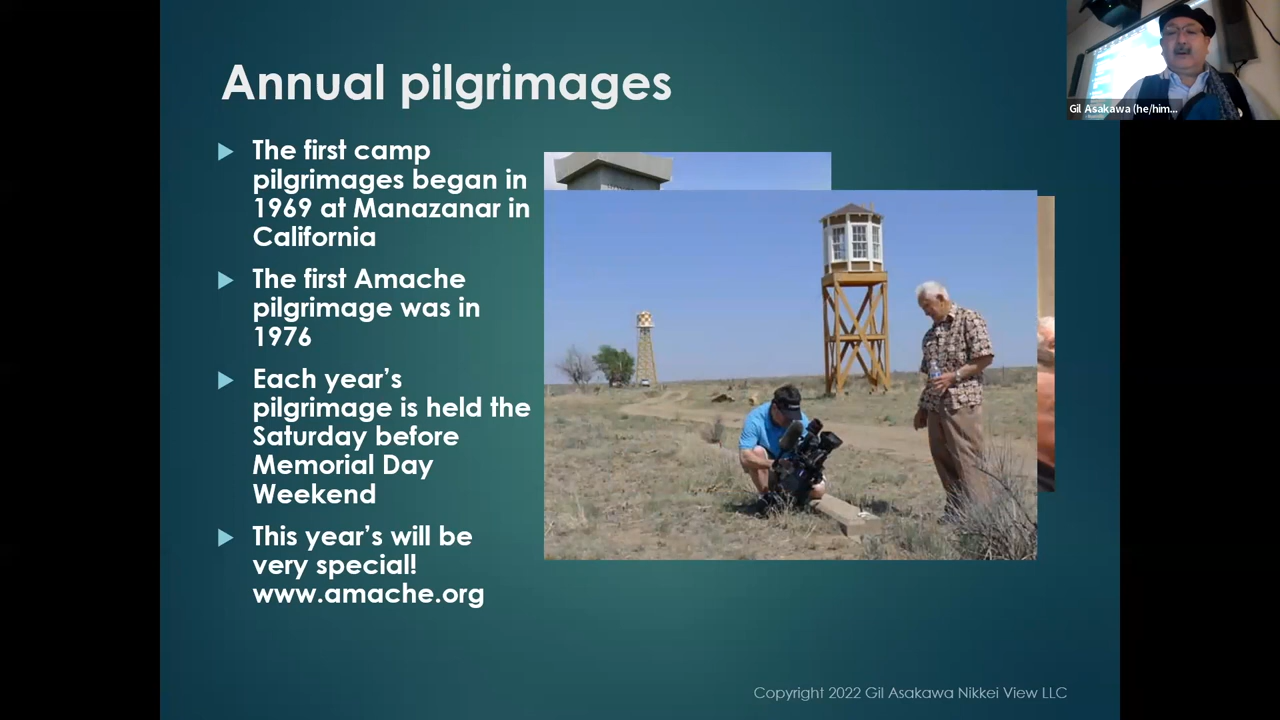 Gil Asakawa (he/him...
Annual pilgrimages
The first camp
pilgrimages began in
1969 at Manazanar in
California
The first Amache
pilgrimage was in
1976
Each year's
pilgrimage is held the
Saturday before
Memorial Day
Weekend
This year's will be
very special!
www.amache.org
Copyright 2022 Gil Asakawa Nikkei View LLC